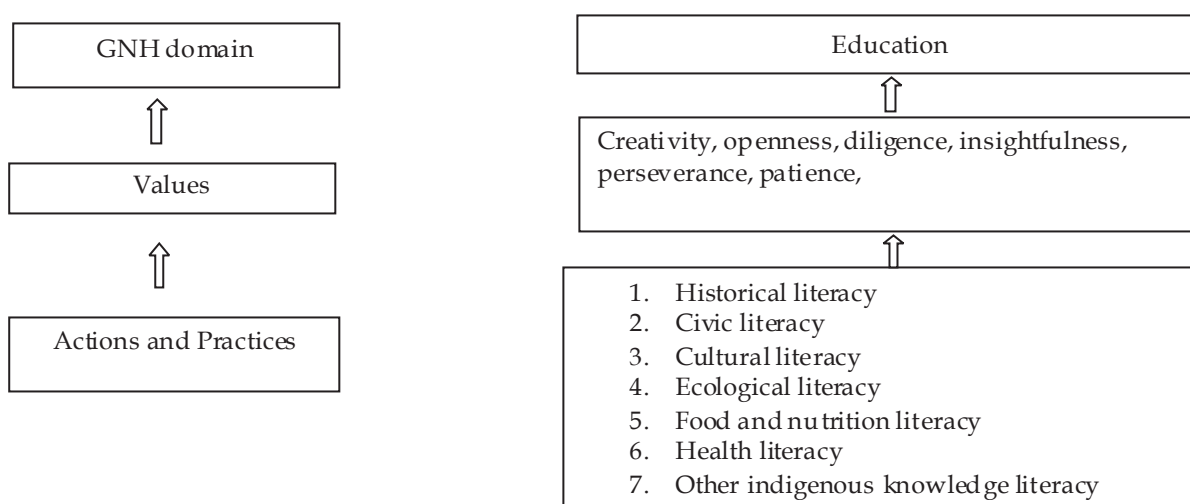 GNH domain
Education
Creativity, openness, diligence, insightfulness,
perseverance, patience,
Values
Actions and Practices
1. Historical literacy
2. Civic literacy
3. Cultural literacy
4. Ecological literacy
5. Food and nutrition literacy
6. Health literacy
7. Other indigenous knowledge literacy